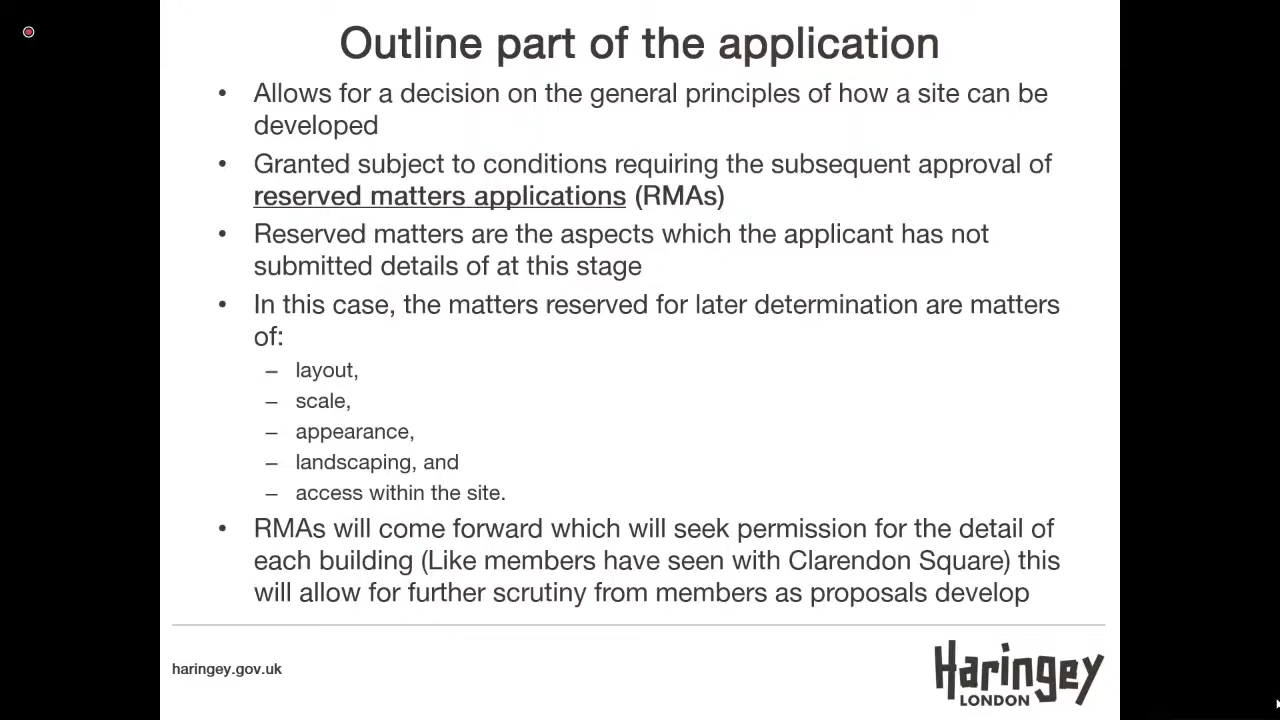 Outline part of the application
• Allows for a decision on the general principles of how a site can be
developed
• Granted subject to conditions requiring the subsequent approval of
reserved matters applications (RMAs)
• Reserved matters are the aspects which the applicant has not
submitted details of at this stage
• In this case, the matters reserved for later determination are matters
of:
– layout,
– scale,
– appearance,
– landscaping, and
– access within the site.
• RMAs will come forward which will seek permission for the detail of
each building (Like members have seen with Clarendon Square) this
will allow for further scrutiny from members as proposals develop
haringey.gov.uk
Haringey
LONDON